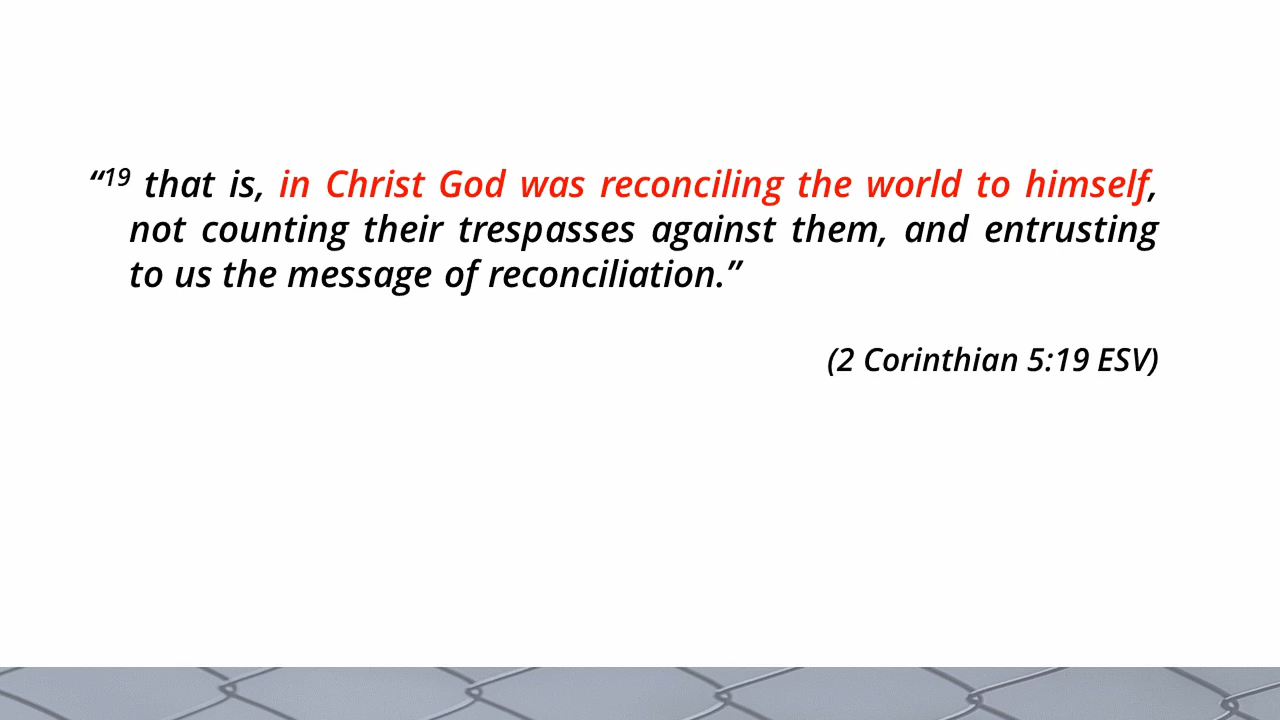 “19 that is, in Christ God was reconciling the world to himself,
not counting their trespasses against them, and entrusting
to us the message of reconciliation.”
(2 Corinthian 5:19 ESV)